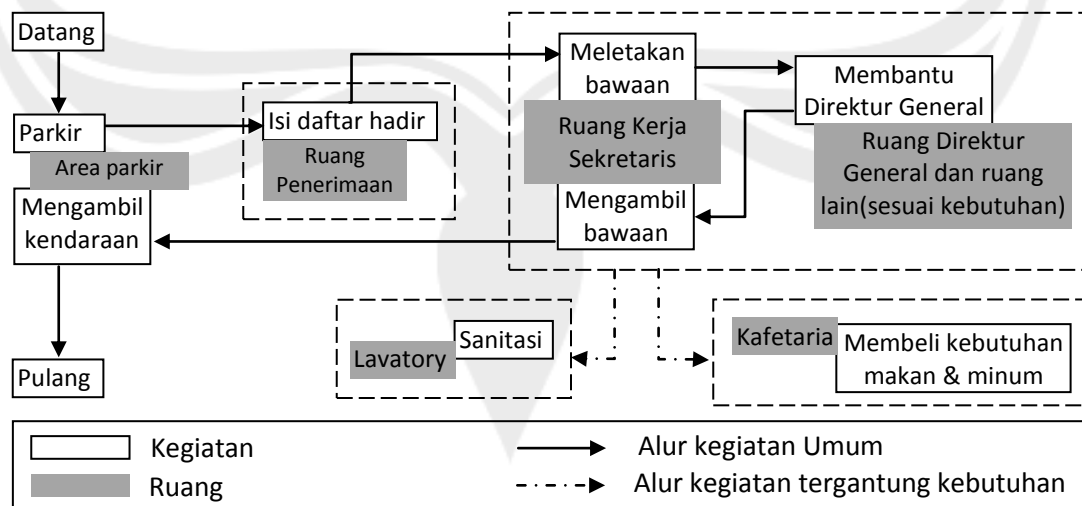 Datang
Parkir
Area parkir
Mengambil
kendaraan
Pulang
Isi daftar hadir
Ruang
Penerimaan
Meletakan
bawaan
Ruang Kerja
Sekretaris
Mengambil
bawaan
Membantu
Direktur General
Ruang Direktur
General dan ruang
lain(sesuai kebutuhan)
Sanitasi
Lavatory
Kafetaria
Membeli kebutuhan
makan & minum
Kegiatan
Ruang
Alur kegiatan Umum
Alur kegiatan tergantung kebutuhan